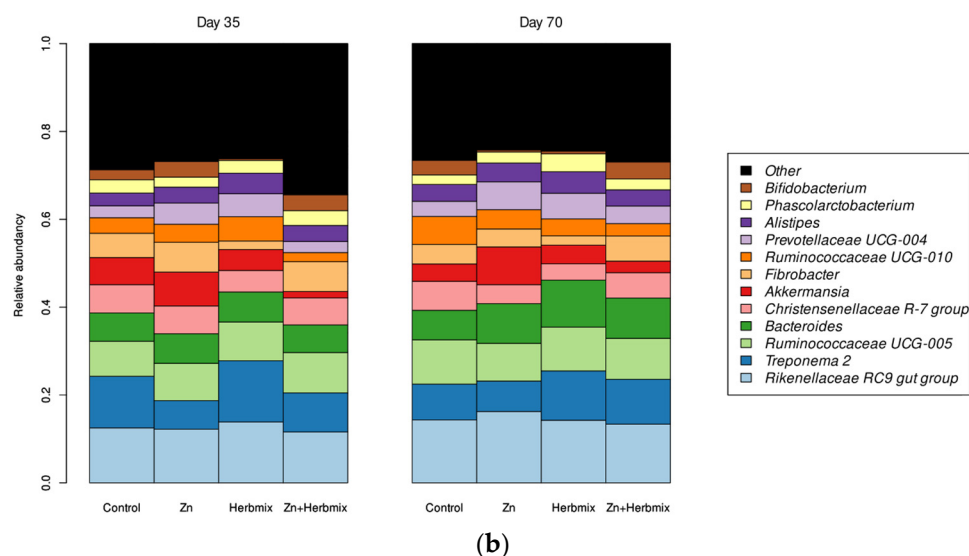 Day 35
Day 70
Relative abundancy
1.0
0.8
0.6
0.4
0.2
0.0
Control
Zn
Herbmix
Zn+Herbmix
Control
Zn
Herbmix
Zn+Herbmix
Other
Bifidobacterium
Phascolarctobacterium
Alistipes
Prevotellaceae UCG-004
Ruminococcaceae UCG-010
Fibrobacter
Akkermansia
Christensenellaceae R-7 group
Bacteroides
Ruminococcaceae UCG-005
Treponema 2
Rikenellaceae RC9 gut group
(b)